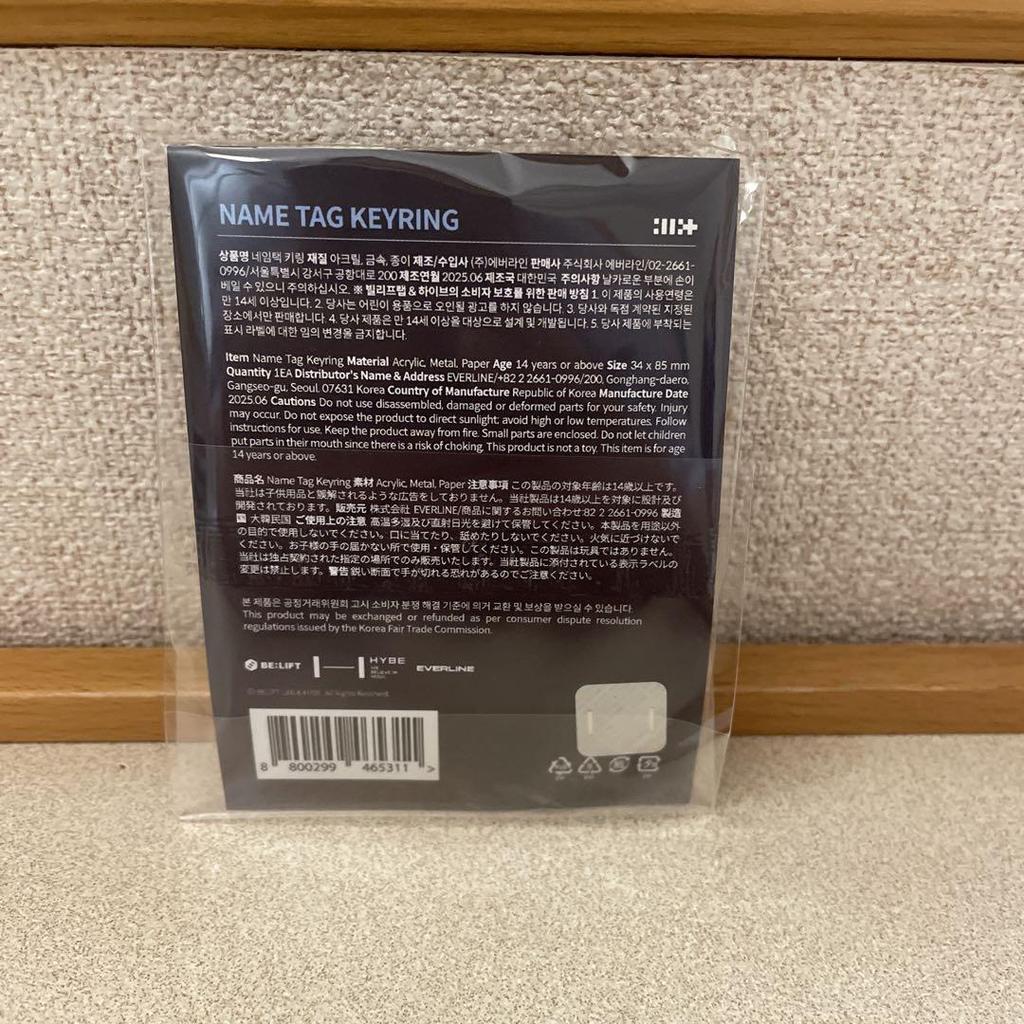 NAME TAG KEYRING
상품명 네임택 키링 재질 아크릴, 금속, 종이 제조/수입사 (주)에버라인 판매사 주식회사 에버라인/02-2661-
0996/서울특별시 강서구 공항대로 200 제조연월 2025.06 제조국 대한민국 주의사항 날카로운 부분에 손이
베일 수 있으니 주의하십시오. ※ 빌리프랩 & 하이브의 소비자 보호를 위한 판매 방침 1. 이 제품의 사용연령은
만 14세 이상입니다. 2. 당사는 어린이 용품으로 오인될 광고를 하지 않습니다. 3. 당사와 독점 계약된 지정된
장소에서만 판매합니다. 4. 당사 제품은 만 14세 이상을 대상으로 설계 및 개발됩니다. 5. 당사 제품에 부착되는
표시 라벨에 대한 임의 변경을 금지합니다.
Item Name Tag Keyring Material Acrylic, Metal, Paper Age 14 years or above Size 34 x 85 mm
Quantity 1EA Distributor's Name & Address EVERLINE/+82 2 2661-0996/200, Gonghang-daero,
Gangseo-gu, Seoul, 07631 Korea Country of Manufacture Republic of Korea Manufacture Date
2025.06 Cautions Do not use disassembled, damaged or deformed parts for your safety. Injury
may occur. Do not expose the product to direct sunlight; avoid high or low temperatures. Follow
instructions for use. Keep the product away from fire. Small parts are enclosed. Do not let children
put parts in their mouth since there is a risk of choking. This product is not a toy. This item is for age
14 years or above.
商品名 Name Tag Keyring 素材 Acrylic, Metal, Paper 注意事項 この製品の対象年齢は14歳以上です。
当社は子供用品と誤解されるような広告をしておりません。当社製品は14歳以上を対象に設計及び
開発されております。販売元 株式会社 EVERLINE/商品に関するお問い合わせ:82 2 2661-0996 製造
国 大韓民国 ご使用上の注意 高温多湿及び直射日光を避けて保管してください。本製品を用途以外
の目的で使用しないでください。口に当てたり、舐めたりしないでください。火気に近づけないで
ください。お子様の手の届かない所で使用・保管してください。この製品は玩具ではありません。
当社は独占契約された指定の場所でのみ販売いたします。当社製品に添付されている表示ラベルの
変更は禁止します。警告 鋭い断面で手が切れる恐れがあるのでご注意ください。
본 제품은 공정거래위원회 고시 소비자 분쟁 해결 기준에 의거 교환 및 보상을 받으실 수 있습니다.
This product may be exchanged or refunded as per consumer dispute resolution
regulations issued by the Korea Fair Trade Commission.
BE:LIFT HYBE EVERLINE
All Rights Reserved.
8 800299 465311 >